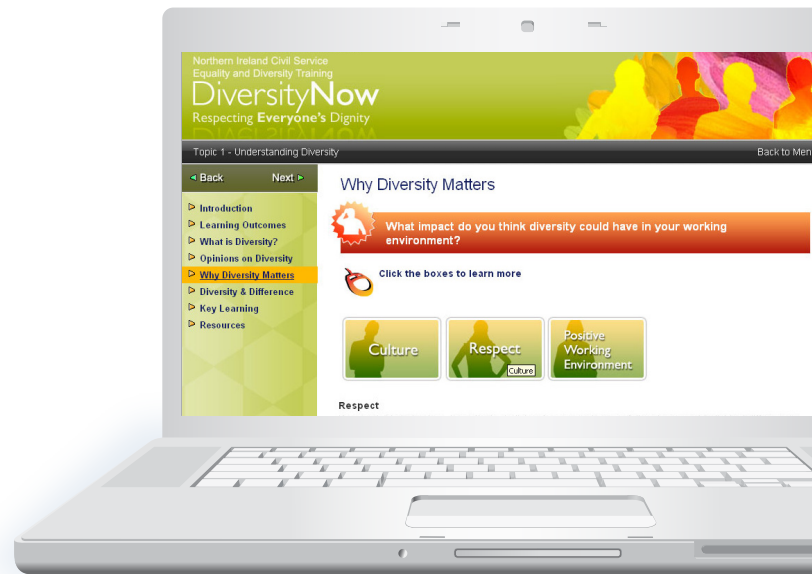 Northern Ireland Civil Service
Equality and Diversity Training
DiversityNow
Respecting Everyone's Dignity
Topic 1 - Understanding Diversity
Back to Men
Back
Next
Introduction
Learning Outcomes
What is Diversity?
Opinions on Diversity
Why Diversity Matters
Diversity & Difference
Key Learning
Resources
Why Diversity Matters
What impact do you think diversity could have in your working
environment?
Click the boxes to learn more
Culture
Respect
Culture
Positive
Working
Environment
Respect